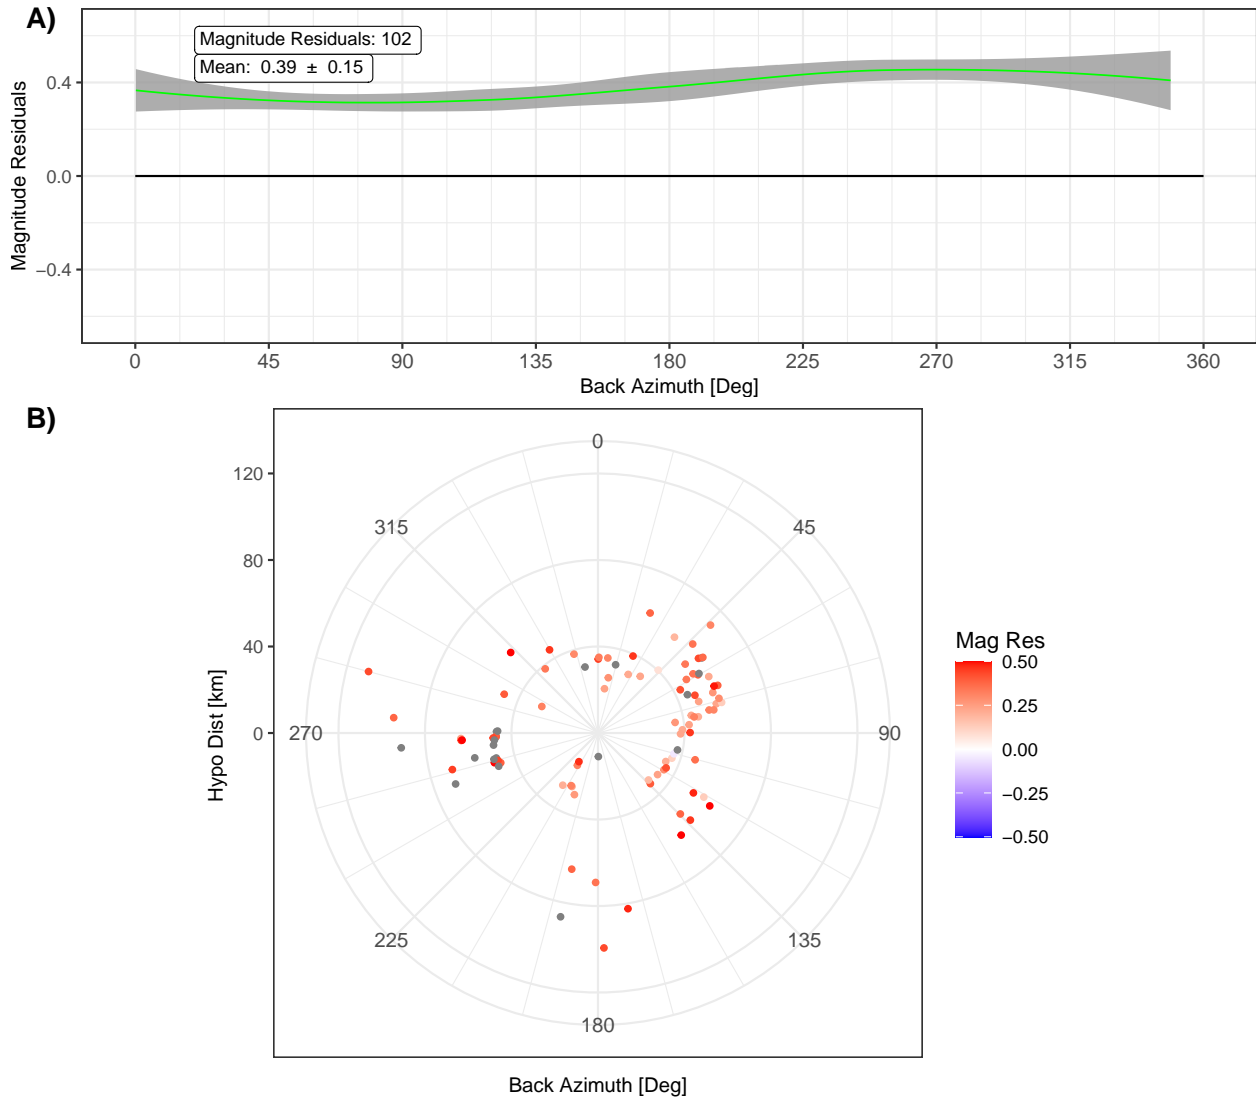 A)
Magnitude Residuals: 102
Mean:  0.39  ±  0.15
Magnitude Residuals
0.4
0.0
−0.4
0 45 90 135 180 225 270 315 360
Back Azimuth [Deg]
B)
Hypo Dist [km]
120
80
40
0
0
45
90
135
180
225
270
315
Back Azimuth [Deg]
Mag Res
0.50
0.25
0.00
−0.25
−0.50